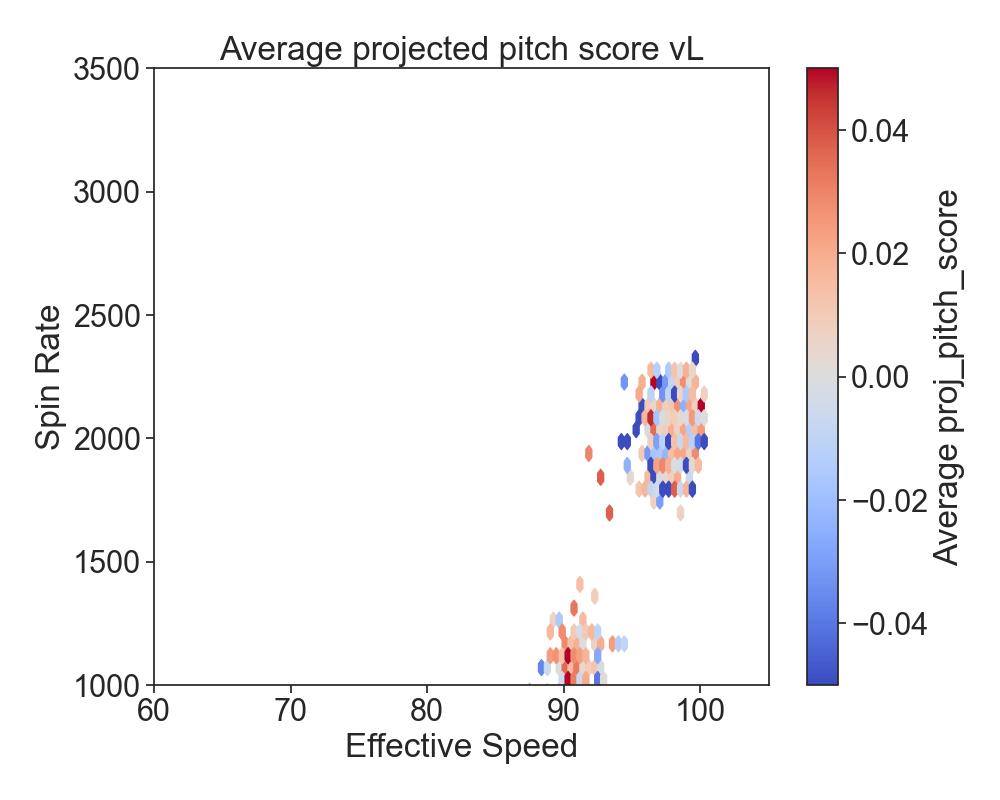 Average projected pitch score vL
3500
3000
2500
2000
1500
1000
Spin Rate
60 70 80 90 100
Effective Speed
0.04
0.02
0.00
−0.02
−0.04
Average proj_pitch_score